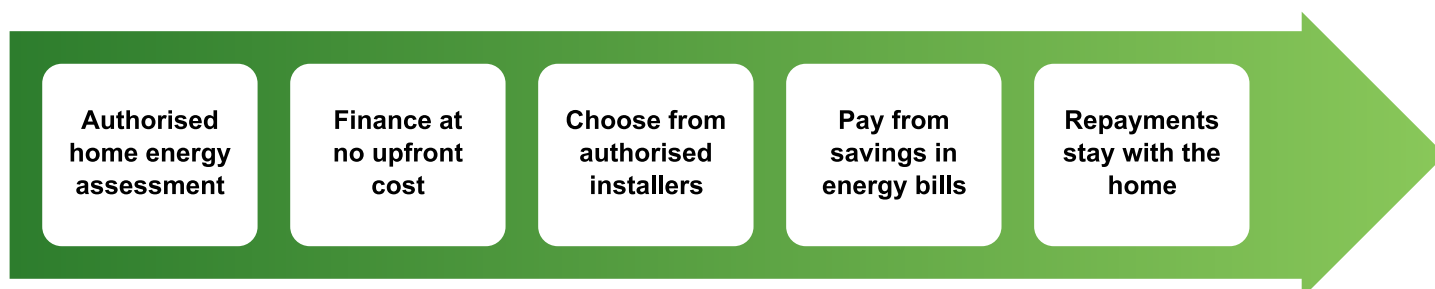 Authorised
home energy
assessment
Finance at
no upfront
cost
Choose from
authorised
installers
Pay from
savings in
energy bills
Repayments
stay with the
home